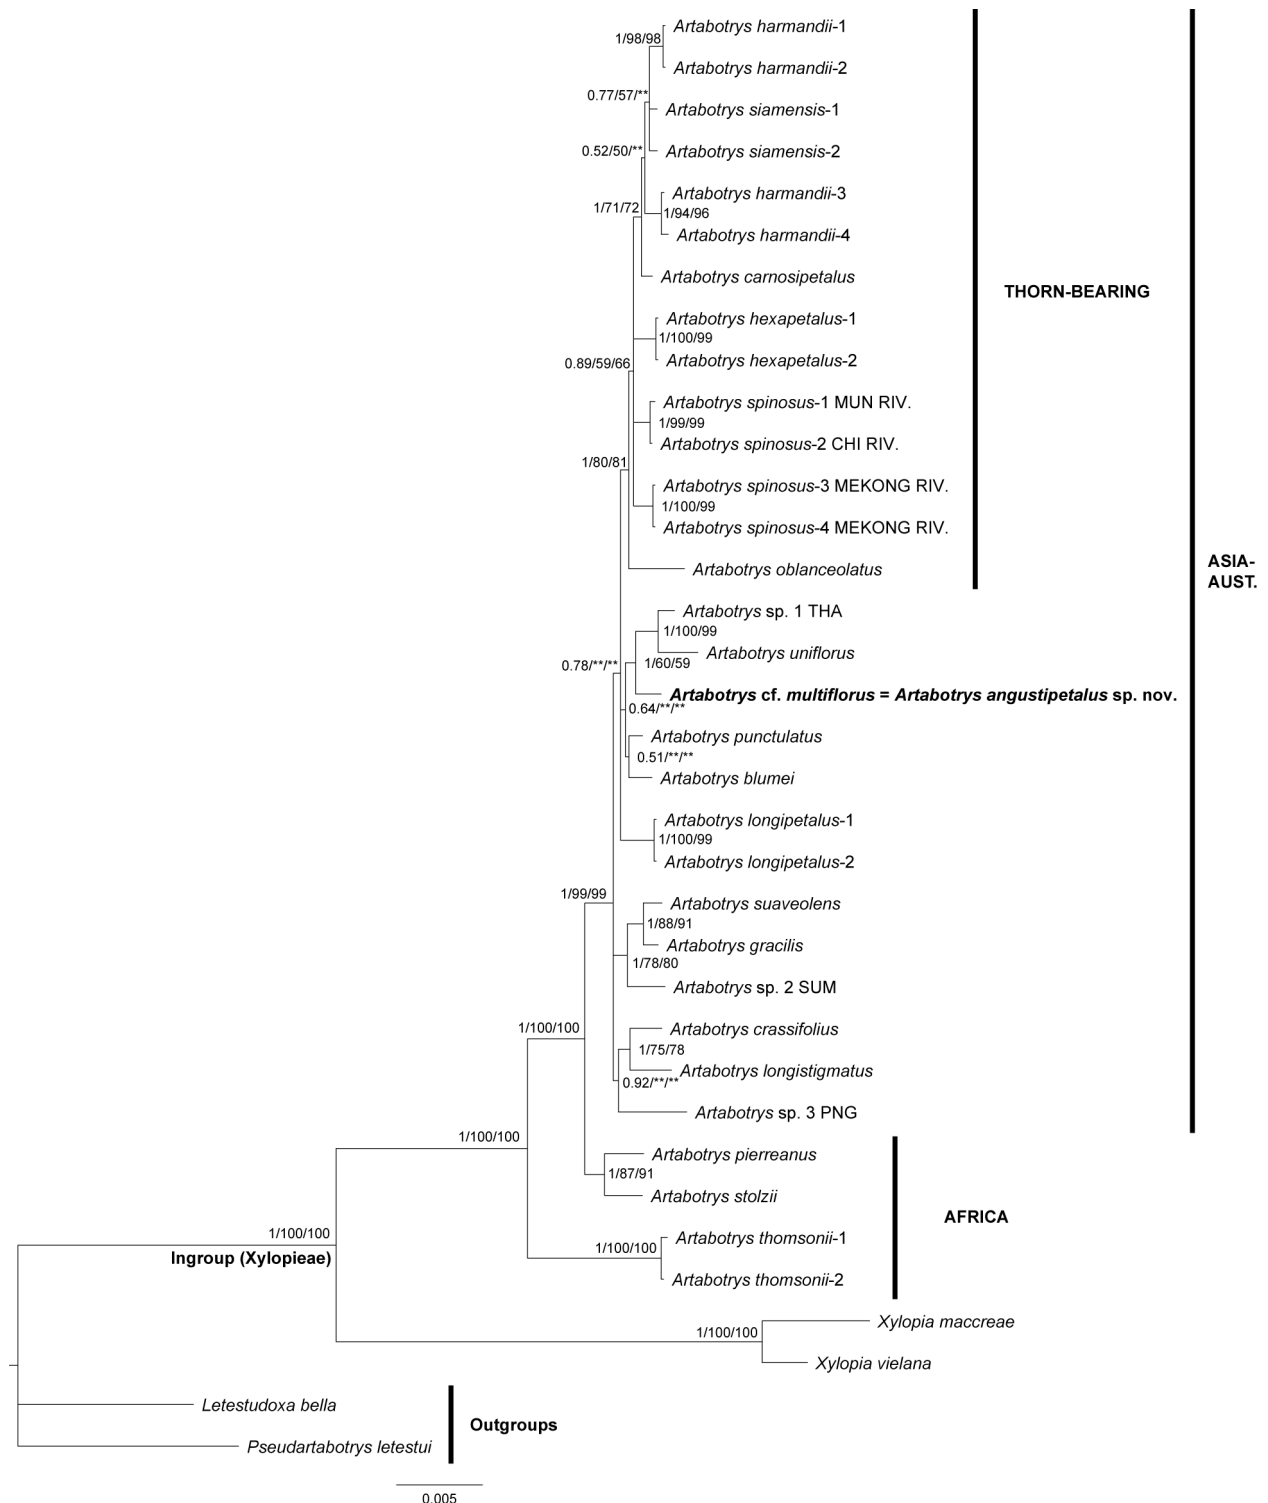 Artabotrys harmandii-1
1/98/98
Artabotrys harmandii-2
0.77/57/**
Artabotrys siamensis-1
0.52/50/**
Artabotrys siamensis-2
Artabotrys harmandii-3
1/71/72
1/94/96
Artabotrys harmandii-4
Artabotrys carnosipetalus
THORN-BEARING
Artabotrys hexapetalus-1
1/100/99
Artabotrys hexapetalus-2
0.89/59/66
Artabotrys spinosus-1 MUN RIV.
1/99/99
Artabotrys spinosus-2 CHI RIV.
1/80/81
Artabotrys spinosus-3 MEKONG RIV.
1/100/99
Artabotrys spinosus-4 MEKONG RIV.
Artabotrys oblanceolatus
ASIA-
AUST.
Artabotrys sp. 1 THA
1/100/99
Artabotrys uniflorus
1/60/59
0.78/**/**
Artabotrys cf. multiflorus = Artabotrys angustipetalus sp. nov.
0.64/**/**
Artabotrys punctulatus
0.51/**/**
Artabotrys blumei
Artabotrys longipetalus-1
1/100/99
Artabotrys longipetalus-2
1/99/99
Artabotrys suaveolens
1/88/91
Artabotrys gracilis
1/78/80
Artabotrys sp. 2 SUM
1/100/100
Artabotrys crassifolius
1/75/78
Artabotrys longistigmatus
0.92/**/**
Artabotrys sp. 3 PNG
1/100/100
Artabotrys pierreanus
1/87/91
Artabotrys stolzii
AFRICA
1/100/100
Ingroup (Xylopieae)
Artabotrys thomsonii-1
1/100/100
Artabotrys thomsonii-2
Xylopia maccreae
1/100/100
Xylopia vielana
Letestudoxa bella
Outgroups
Pseudartabotrys letestui
0.005